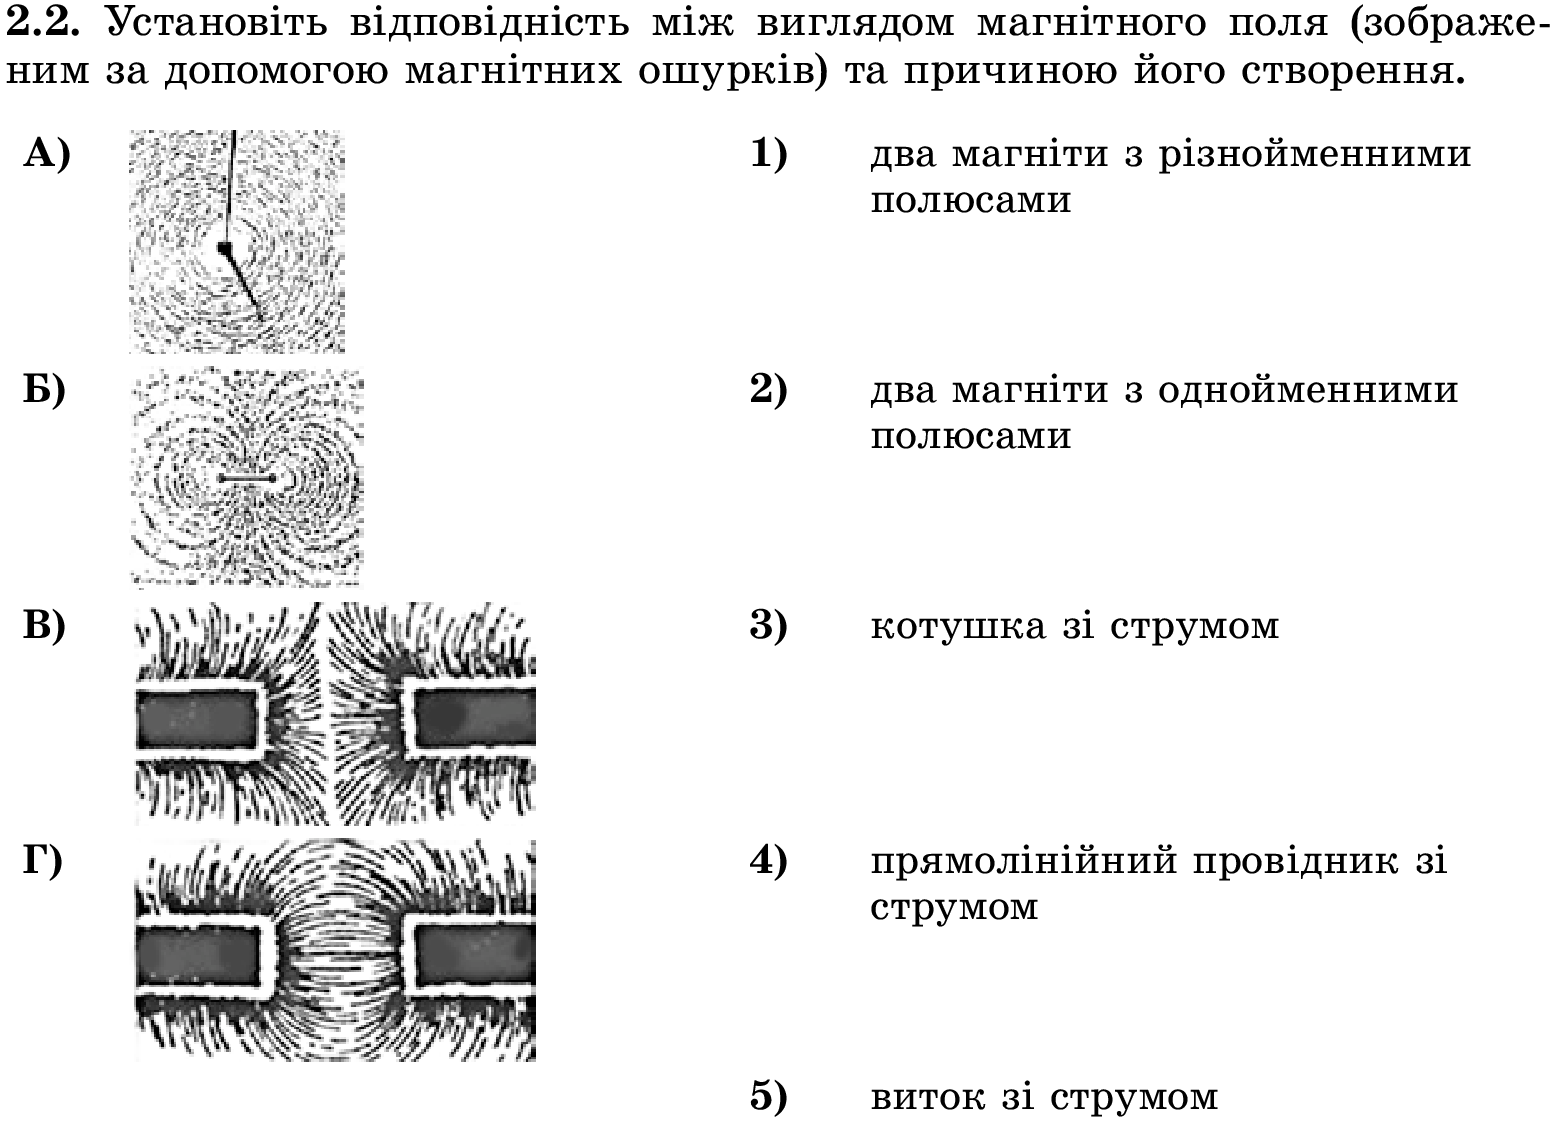 2.2. Установіть відповідність між виглядом магнітного поля (зображе-
ним за допомогою магнітних ошурків) та причиною його створення.
А)
1) два магніти з різнойменними
полюсами
Б)
2) два магніти з однойменними
полюсами
В)
3) котушка зі струмом
Г)
4) прямолінійний провідник зі
струмом
5) виток зі струмом